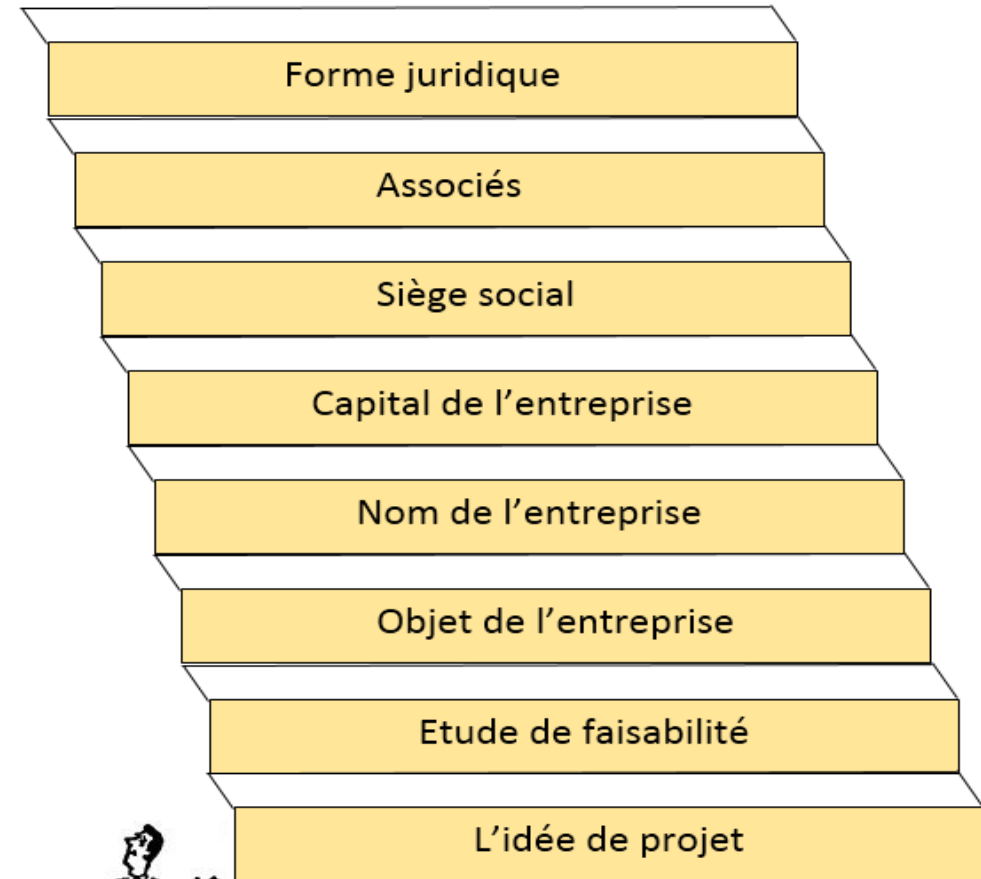 Forme juridique
Associés
Siège social
Capital de l’entreprise
Nom de l’entreprise
Objet de l’entreprise
Etude de faisabilité
L’idée de projet